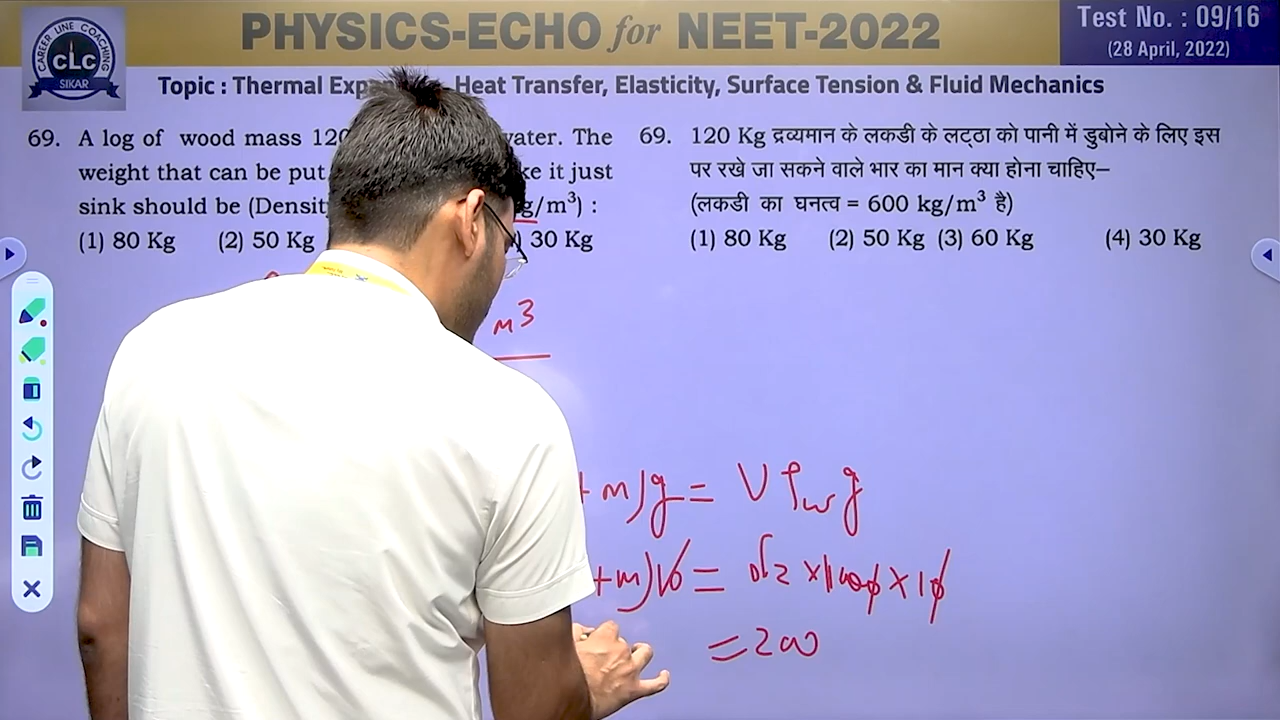 PHYSICS-ECHO for NEET-2022
Test No. : 09/16
(28 April, 2022)
CAREER LINE COACHING
CLC
SIKAR
Topic : Thermal Heat Transfer, Elasticity, Surface Tension & Fluid Mechanics
69. A log of wood mass water. The
weight that can be put it just
sink should be /m³) :
(1) 80 Kg (2) 50 Kg 30 Kg
69. 120 Kg द्रव्यमान के लकडी के लट्ठा को पानी में डुबोने के लिए इस
पर रखे जा सकने वाले भार का मान क्या होना चाहिए–
(लकडी का घनत्व = 600 kg/m³ है)
(1) 80 Kg (2) 50 Kg (3) 60 Kg (4) 30 Kg
m³
+ m)g = V ρw g
+m)10 = 0.2 × 1000 × 10
= 200